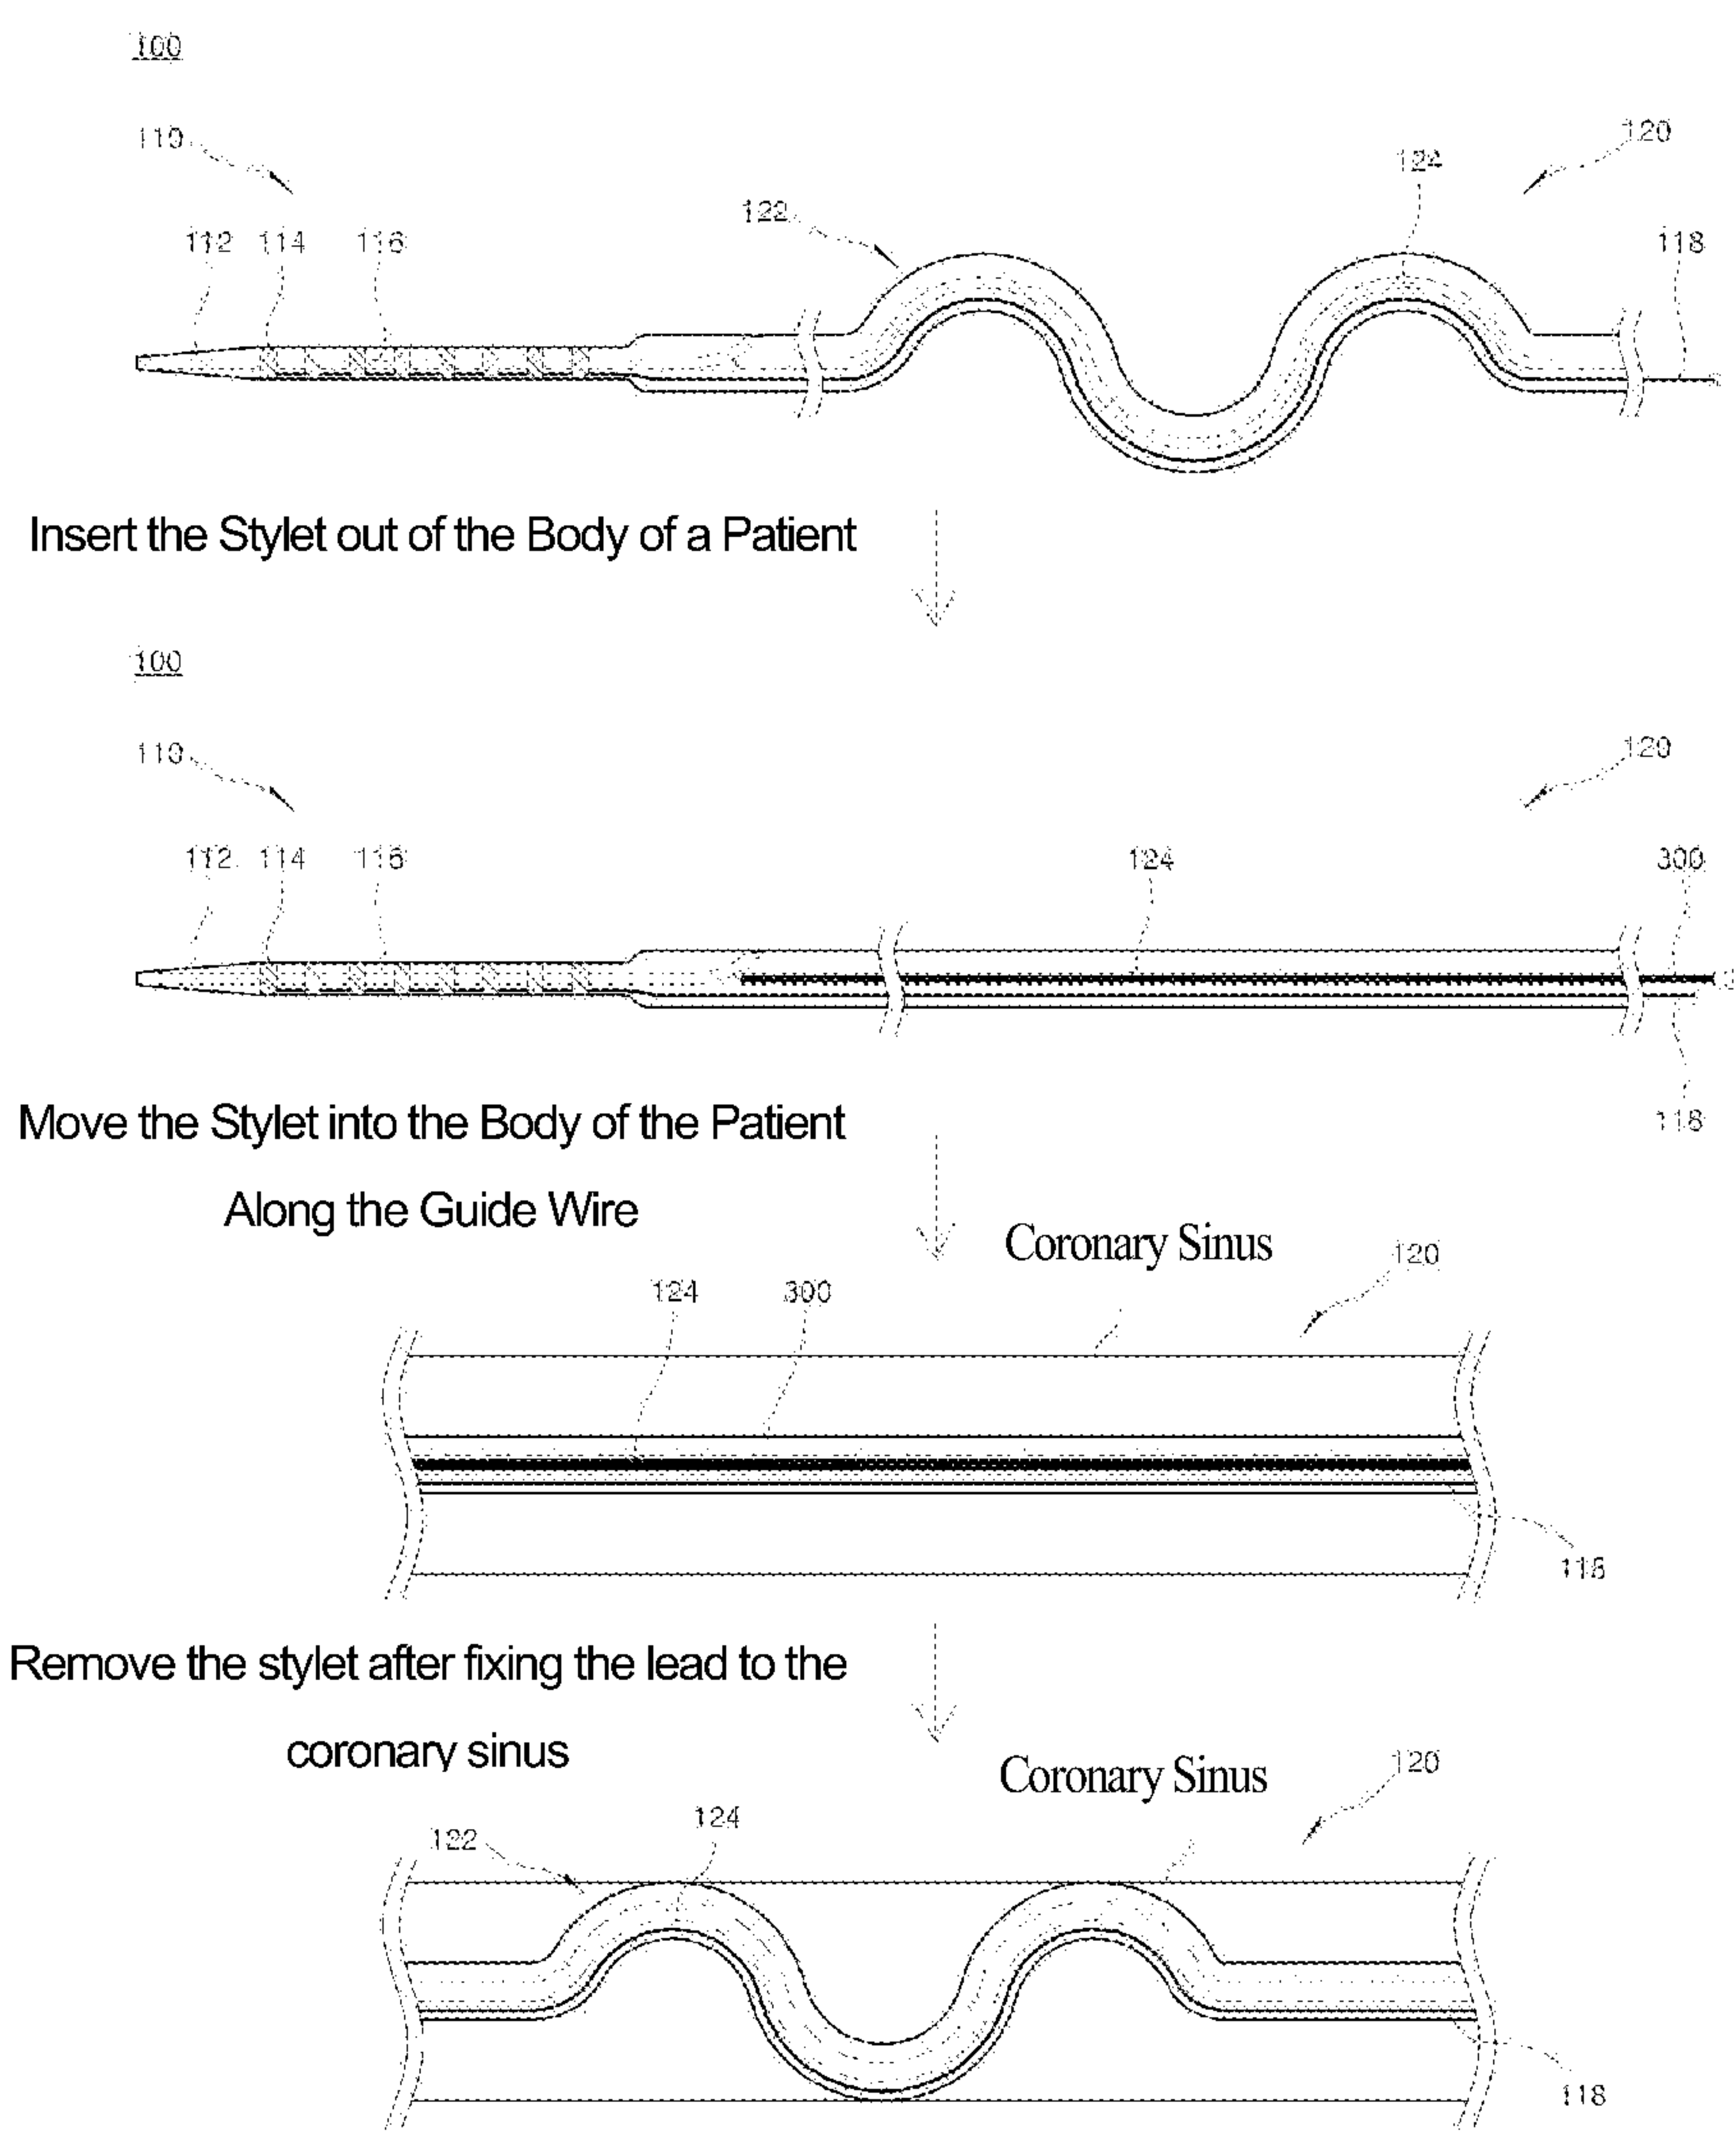 100
110
120
124
122
112 114 116
118
Insert the Stylet out of the Body of a Patient
100
110
120
112 114 116
124
300
Move the Stylet into the Body of the Patient
118
Along the Guide Wire
Coronary Sinus
120
124
300
118
Remove the stylet after fixing the lead to the
coronary sinus
Coronary Sinus
120
124
122
118